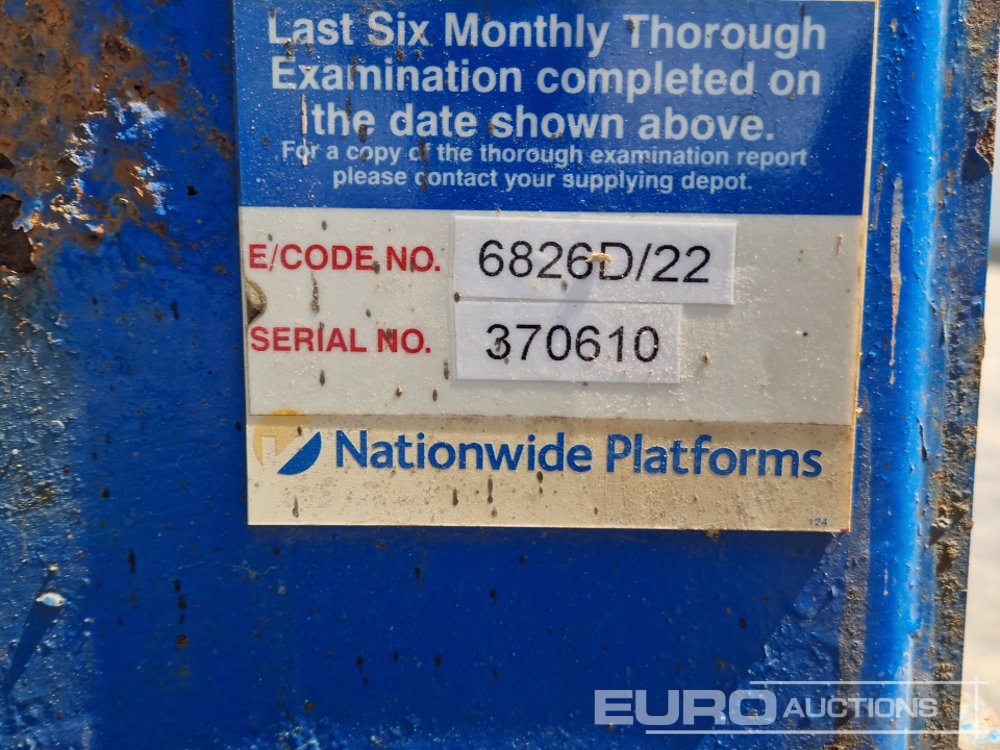 Last Six Monthly Thorough
Examination completed on
the date shown above.
For a copy of the thorough examination report
please contact your supplying depot.
E/CODE NO. 6826D/22
SERIAL NO. 370610
Nationwide Platforms
124
EURO AUCTIONS